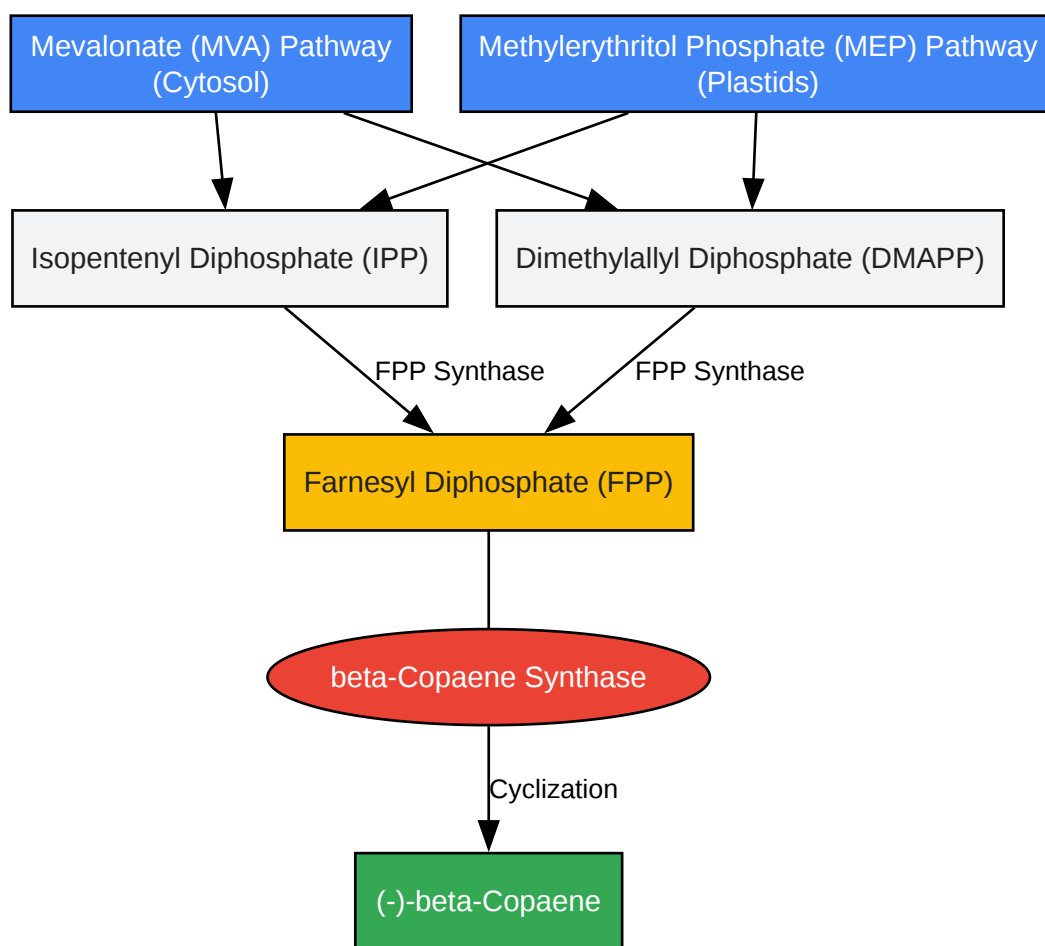 Mevalonate (MVA) Pathway
(Cytosol)
Methylerythritol Phosphate (MEP) Pathway
(Plastids)
Isopentenyl Diphosphate (IPP)
Dimethylallyl Diphosphate (DMAPP)
FPP Synthase
FPP Synthase
Farnesyl Diphosphate (FPP)
beta-Copaene Synthase
Cyclization
(-)-beta-Copaene